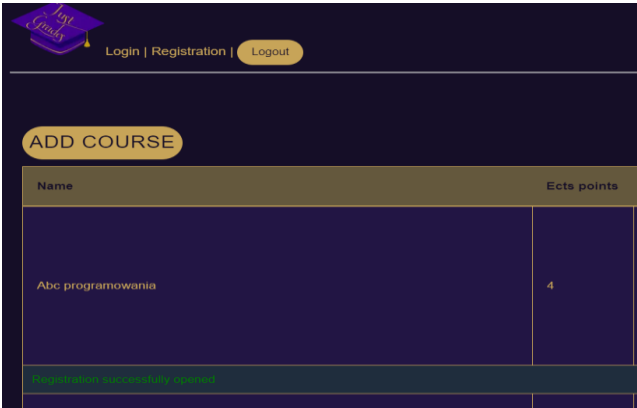 Just
Grades
Login | Registration | Logout
ADD COURSE
Name Ects points
Abc programowania 4
Registration successfully opened